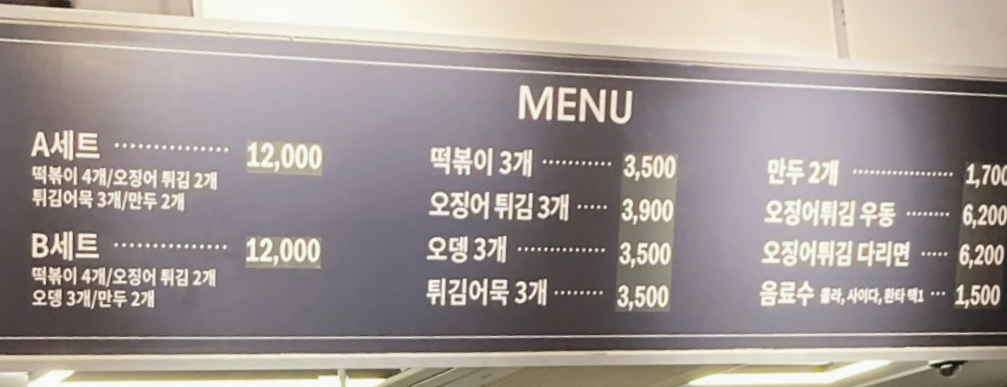 MENU
A세트 ················ 12,000
떡볶이 4개/오징어 튀김 2개
튀김어묵 3개/만두 2개
B세트 ················ 12,000
떡볶이 4개/오징어 튀김 2개
오뎅 3개/만두 2개
떡볶이 3개 ··········· 3,500
오징어 튀김 3개 ····· 3,900
오뎅 3개 ·············· 3,500
튀김어묵 3개 ········ 3,500
만두 2개 ·················· 1,700
오징어튀김 우동 ········ 6,200
오징어튀김 다리면 ····· 6,200
음료수 콜라, 사이다, 환타 택1 ··· 1,500